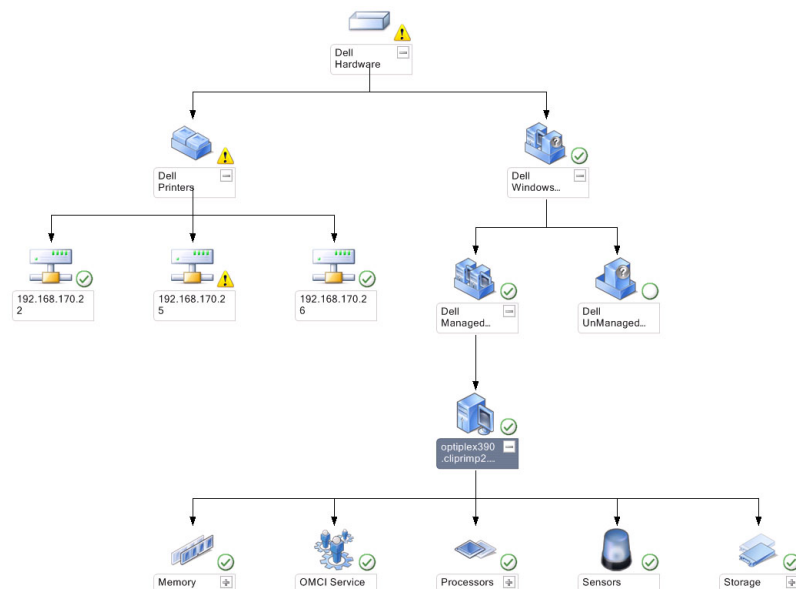 Dell
Hardware
Dell
Printers
Dell
Windows...
192.168.170.2
2
192.168.170.2
5
192.168.170.2
6
Dell
Managed...
Dell
UnManaged...
optiplex390
.cliprimp2....
Memory
OMCI Service
Processors
Sensors
Storage